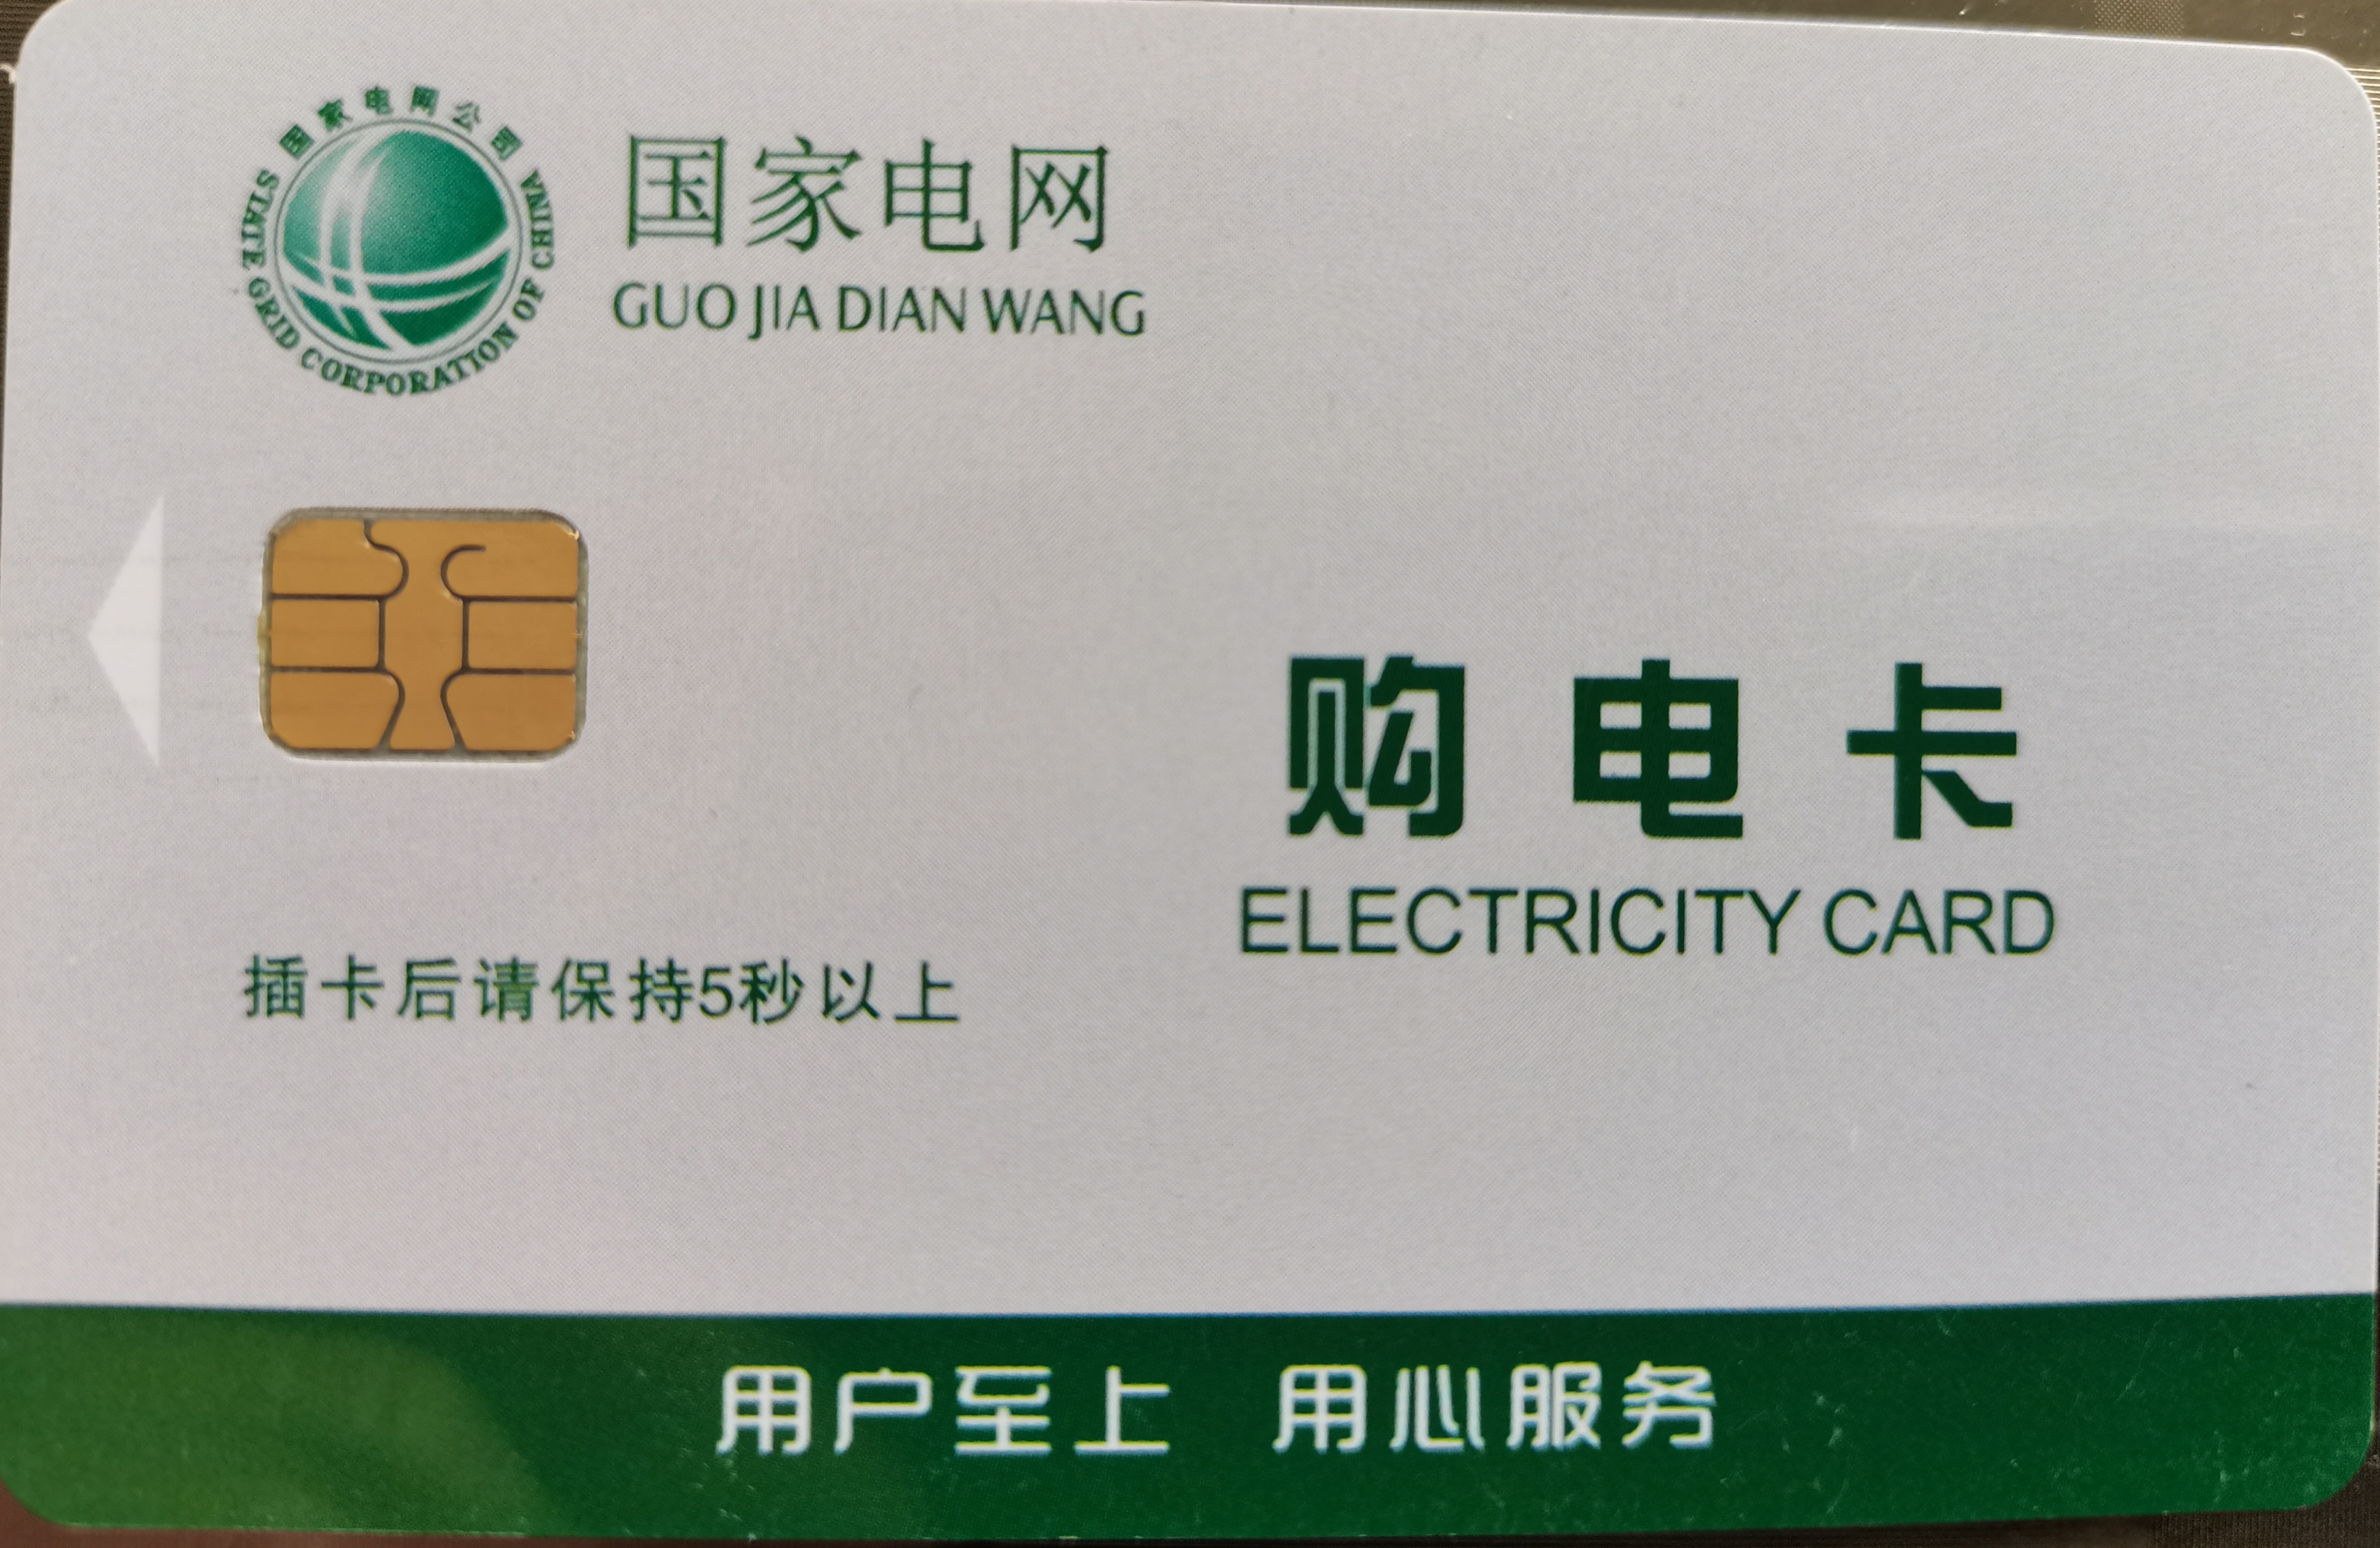 国家电网公司
STATE GRID CORPORATION OF CHINA
国家电网
GUO JIA DIAN WANG
购电卡
ELECTRICITY CARD
插卡后请保持5秒以上
用户至上 用心服务